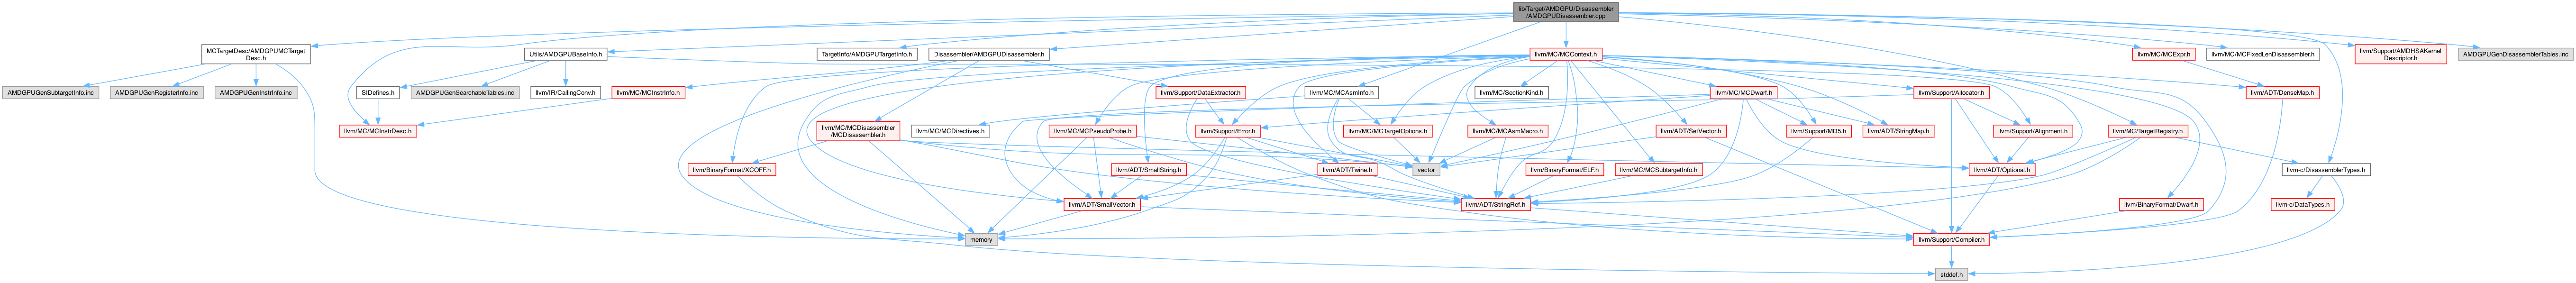 lib/Target/AMDGPU/Disassembler
/AMDGPUDisassembler.cpp
MCTargetDesc/AMDGPUMCTarget
Desc.h
Utils/AMDGPUBaseInfo.h
TargetInfo/AMDGPUTargetInfo.h
Disassembler/AMDGPUDisassembler.h
llvm/MC/MCContext.h
llvm/MC/MCExpr.h
llvm/MC/MCFixedLenDisassembler.h
llvm/Support/AMDHSAKernel
Descriptor.h
AMDGPUGenDisassemblerTables.inc
AMDGPUGenSubtargetInfo.inc
AMDGPUGenRegisterInfo.inc
AMDGPUGenInstrInfo.inc
SIDefines.h
AMDGPUGenSearchableTables.inc
llvm/IR/CallingConv.h
llvm/MC/MCInstrInfo.h
llvm/Support/DataExtractor.h
llvm/MC/MCAsmInfo.h
llvm/MC/SectionKind.h
llvm/MC/MCDwarf.h
llvm/Support/Allocator.h
llvm/ADT/DenseMap.h
llvm/MC/MCInstrDesc.h
llvm/MC/MCDisassembler
/MCDisassembler.h
llvm/MC/MCDirectives.h
llvm/MC/MCPseudoProbe.h
llvm/Support/Error.h
llvm/MC/MCTargetOptions.h
llvm/MC/MCAsmMacro.h
llvm/ADT/SetVector.h
llvm/Support/MD5.h
llvm/ADT/StringMap.h
llvm/Support/Alignment.h
llvm/MC/TargetRegistry.h
llvm/BinaryFormat/XCOFF.h
llvm/ADT/SmallString.h
llvm/ADT/Twine.h
vector
llvm/BinaryFormat/ELF.h
llvm/MC/MCSubtargetInfo.h
llvm/ADT/Optional.h
llvm-c/DisassemblerTypes.h
llvm/ADT/SmallVector.h
llvm/ADT/StringRef.h
llvm/BinaryFormat/Dwarf.h
llvm-c/DataTypes.h
memory
llvm/Support/Compiler.h
stddef.h